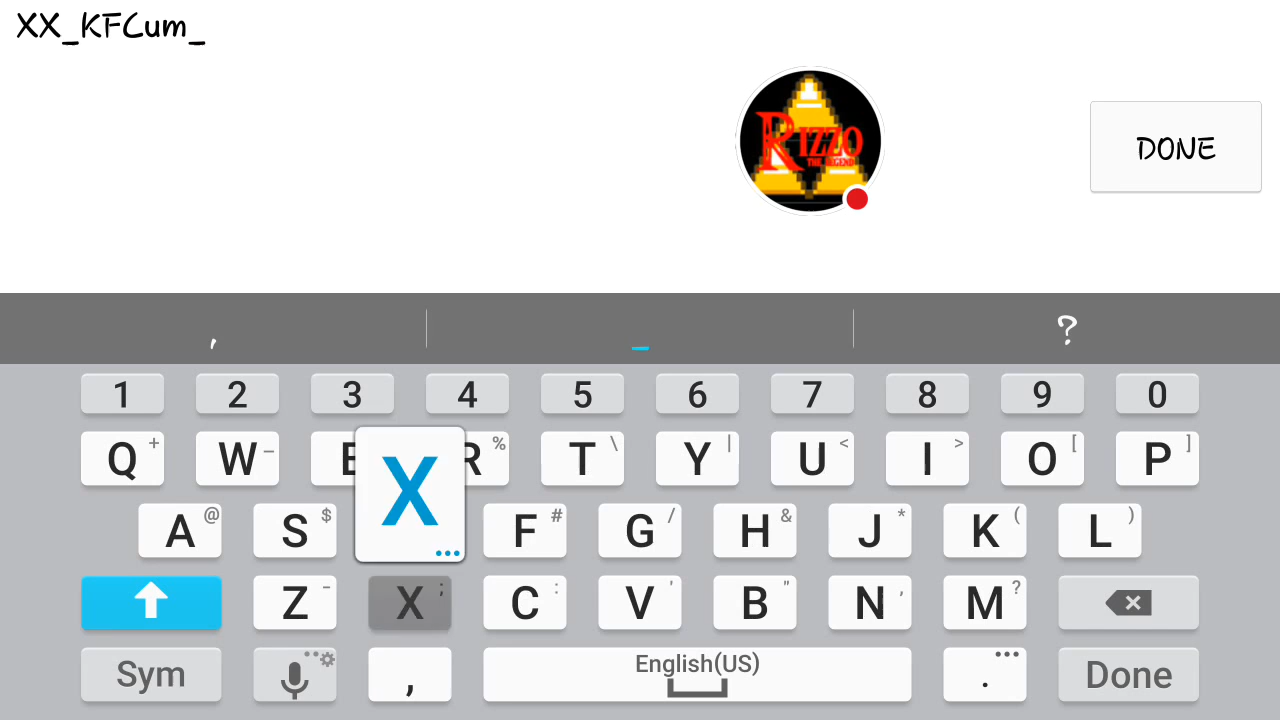 XX_KFCum_
RIZZO
THE LEGEND
DONE
, _ ?
1 2 3 4 5 6 7 8 9 0
Q + W – E R % T \ Y | U < I > O [ P ]
X ...
A @ S $ F # G / H & J * K ( L )
Z - X ; C : V ' B " N , M ?
Sym , English(US) . ... Done